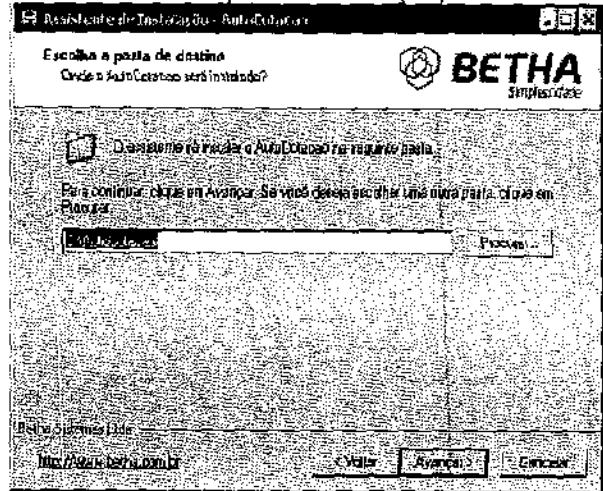 Assistente de Instalação - AutoCotacao
Escolha a pasta de destino
Onde o AutoCotacao será instalado?
BETHA
Simples cidade
O assistente irá instalar o AutoCotacao na seguinte pasta.
Para continuar, clique em Avançar. Se você deseja escolher uma outra pasta, clique em
Procurar.
Procurar...
Betha Sistemas Ltda
http://www.betha.com.br
< Voltar
Avançar >
Cancelar